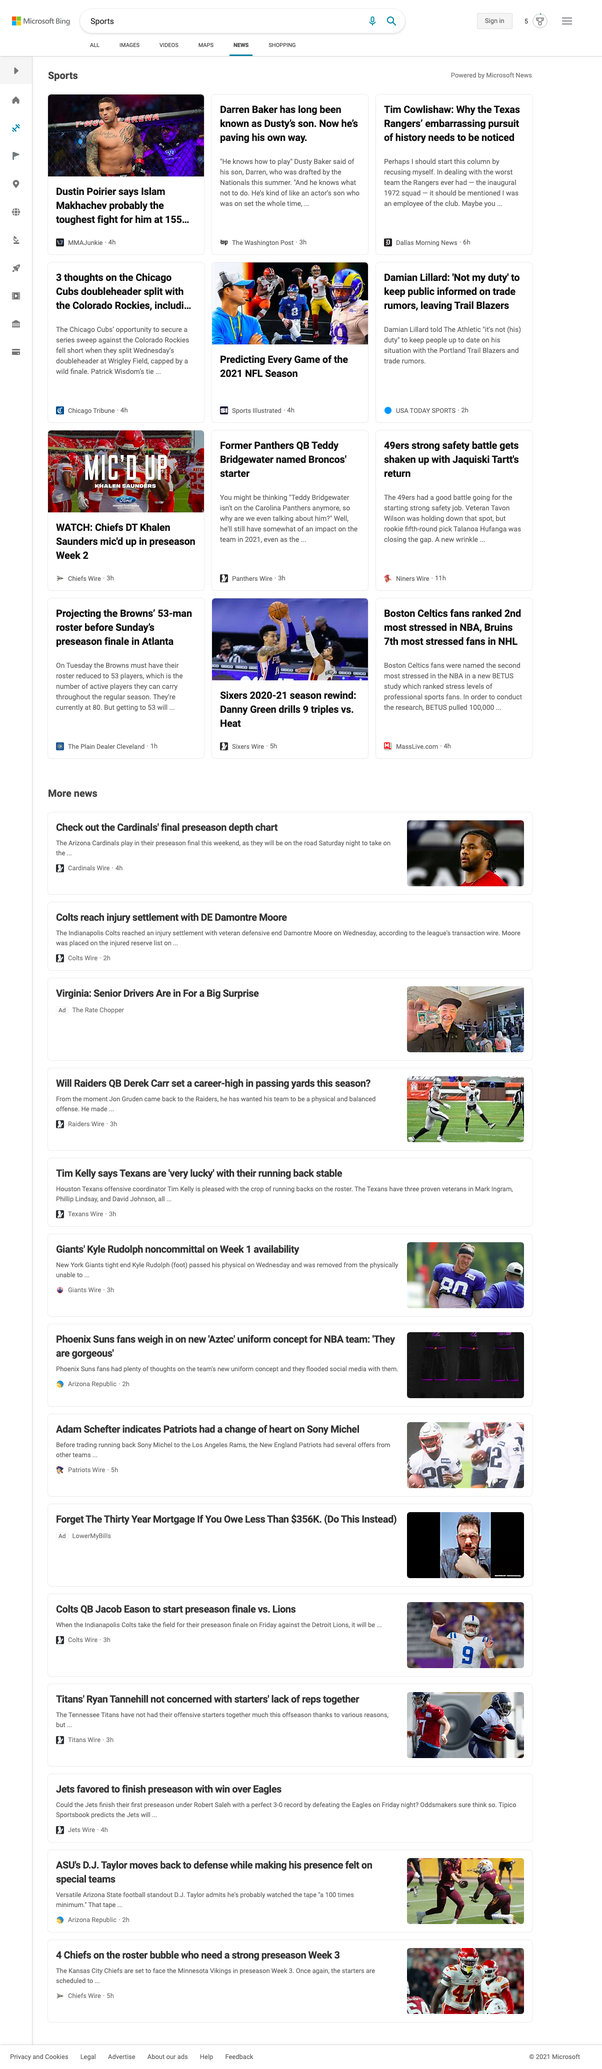 Microsoft Bing
Sports
Sign in
5
ALL IMAGES VIDEOS MAPS NEWS SHOPPING
Sports
Powered by Microsoft News
Dustin Poirier says Islam
Makhachev probably the
toughest fight for him at 155...
MMAJunkie · 4h
Darren Baker has long been
known as Dusty's son. Now he's
paving his own way.
"He knows how to play" Dusty Baker said of
his son, Darren, who was drafted by the
Nationals this summer. "And he knows what
not to do. He's kind of like an actor's son who
was on set the whole time, ...
The Washington Post · 3h
Tim Cowlishaw: Why the Texas
Rangers' embarrassing pursuit
of history needs to be noticed
Perhaps I should start this column by
recusing myself. In dealing with the worst
team the Rangers ever had — the inaugural
1972 squad — it should be mentioned I was
an employee of the club. Maybe you ...
Dallas Morning News · 6h
3 thoughts on the Chicago
Cubs doubleheader split with
the Colorado Rockies, includi...
The Chicago Cubs' opportunity to secure a
series sweep against the Colorado Rockies
fell short when they split Wednesday's
doubleheader at Wrigley Field, capped by a
wild finale. Patrick Wisdom's tie ...
Chicago Tribune · 4h
Predicting Every Game of the
2021 NFL Season
Sports Illustrated · 4h
Damian Lillard: 'Not my duty' to
keep public informed on trade
rumors, leaving Trail Blazers
Damian Lillard told The Athletic "it's not (his)
duty" to keep people up to date on his
situation with the Portland Trail Blazers and
trade rumors.
USA TODAY SPORTS · 2h
MIC'D UP
KHALEN SAUNDERS
WATCH: Chiefs DT Khalen
Saunders mic'd up in preseason
Week 2
Chiefs Wire · 3h
Former Panthers QB Teddy
Bridgewater named Broncos'
starter
You might be thinking "Teddy Bridgewater
isn't on the Carolina Panthers anymore, so
why are we even talking about him?" Well,
he'll still have somewhat of an impact on the
team in 2021, even as the ...
Panthers Wire · 3h
49ers strong safety battle gets
shaken up with Jaquiski Tartt's
return
The 49ers had a good battle going for the
starting strong safety job. Veteran Tavon
Wilson was holding down that spot, but
rookie fifth-round pick Talanoa Hufanga was
closing the gap. A new wrinkle ...
Niners Wire · 11h
Projecting the Browns' 53-man
roster before Sunday's
preseason finale in Atlanta
On Tuesday the Browns must have their
roster reduced to 53 players, which is the
number of active players they can carry
throughout the regular season. They're
currently at 80. But getting to 53 will ...
The Plain Dealer Cleveland · 1h
Sixers 2020-21 season rewind:
Danny Green drills 9 triples vs.
Heat
Sixers Wire · 5h
Boston Celtics fans ranked 2nd
most stressed in NBA, Bruins
7th most stressed fans in NHL
Boston Celtics fans were named the second
most stressed in the NBA in a new BETUS
study which ranked stress levels of
professional sports fans. In order to conduct
the research, BETUS pulled 100,000 ...
MassLive.com · 4h
More news
Check out the Cardinals' final preseason depth chart
The Arizona Cardinals play in their preseason final this weekend, as they will be on the road Saturday night to take on
the ...
Cardinals Wire · 4h
Colts reach injury settlement with DE Damontre Moore
The Indianapolis Colts reached an injury settlement with veteran defensive end Damontre Moore on Wednesday, according to the league's transaction wire. Moore
was placed on the injured reserve list on ...
Colts Wire · 2h
Virginia: Senior Drivers Are in For a Big Surprise
Ad The Rate Chopper
Will Raiders QB Derek Carr set a career-high in passing yards this season?
From the moment Jon Gruden came back to the Raiders, he has wanted his team to be a physical and balanced
offense. He made ...
Raiders Wire · 3h
Tim Kelly says Texans are 'very lucky' with their running back stable
Houston Texans offensive coordinator Tim Kelly is pleased with the crop of running backs on the roster. The Texans have three proven veterans in Mark Ingram,
Phillip Lindsay, and David Johnson, all ...
Texans Wire · 3h
Giants' Kyle Rudolph noncommittal on Week 1 availability
New York Giants tight end Kyle Rudolph (foot) passed his physical on Wednesday and was removed from the physically
unable to ...
Giants Wire · 3h
80
Phoenix Suns fans weigh in on new 'Aztec' uniform concept for NBA team: 'They
are gorgeous'
Phoenix Suns fans had plenty of thoughts on the team's new uniform concept and they flooded social media with them.
Arizona Republic · 2h
Adam Schefter indicates Patriots had a change of heart on Sony Michel
Before trading running back Sony Michel to the Los Angeles Rams, the New England Patriots had several offers from
other teams ...
Patriots Wire · 5h
26
Forget The Thirty Year Mortgage If You Owe Less Than $356K. (Do This Instead)
Ad LowerMyBills
Colts QB Jacob Eason to start preseason finale vs. Lions
When the Indianapolis Colts take the field for their preseason finale on Friday against the Detroit Lions, it will be ...
Colts Wire · 3h
9
Titans' Ryan Tannehill not concerned with starters' lack of reps together
The Tennessee Titans have not had their offensive starters together much this offseason thanks to various reasons,
but ...
Titans Wire · 3h
Jets favored to finish preseason with win over Eagles
Could the Jets finish their first preseason under Robert Saleh with a perfect 3-0 record by defeating the Eagles on Friday night? Oddsmakers sure think so. Tipico
Sportsbook predicts the Jets will ...
Jets Wire · 4h
ASU's D.J. Taylor moves back to defense while making his presence felt on
special teams
Versatile Arizona State football standout D.J. Taylor admits he's probably watched the tape "a 100 times
minimum." That tape ...
Arizona Republic · 2h
4 Chiefs on the roster bubble who need a strong preseason Week 3
The Kansas City Chiefs are set to face the Minnesota Vikings in preseason Week 3. Once again, the starters are
scheduled to ...
Chiefs Wire · 5h
Privacy and Cookies Legal Advertise About our ads Help Feedback
© 2021 Microsoft